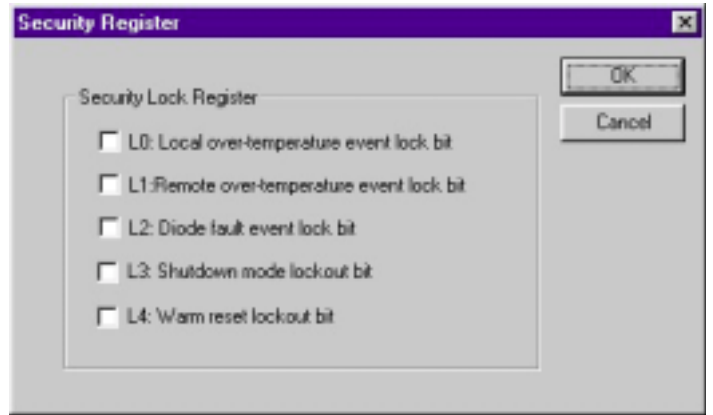 Security Register
OK
Security Lock Register
Cancel
L0: Local over-temperature event lock bit
L1:Remote over-temperature event lock bit
L2: Diode fault event lock bit
L3: Shutdown mode lockout bit
L4: Warm reset lockout bit